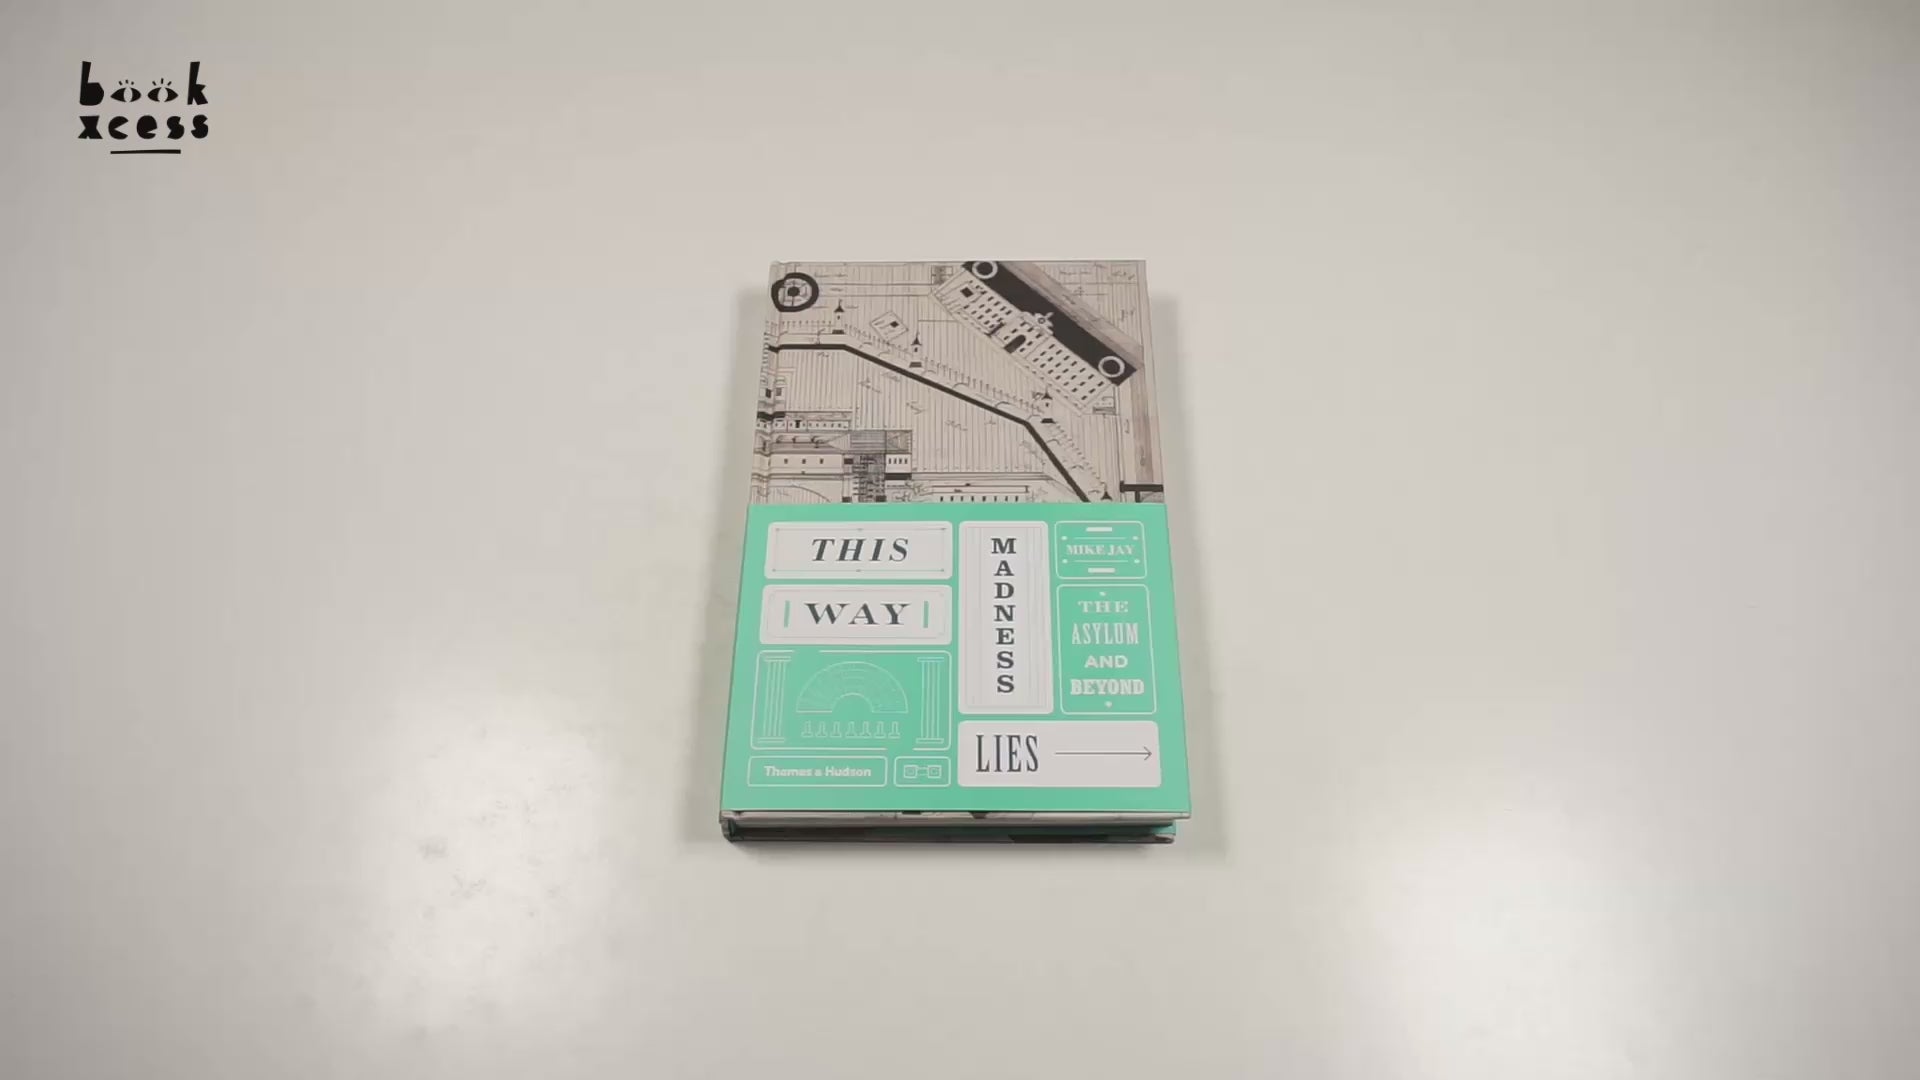 book
xcess
THIS
WAY
MADNESS
LIES
MIKE JAY
THE
ASYLUM
AND
BEYOND
Thames & Hudson